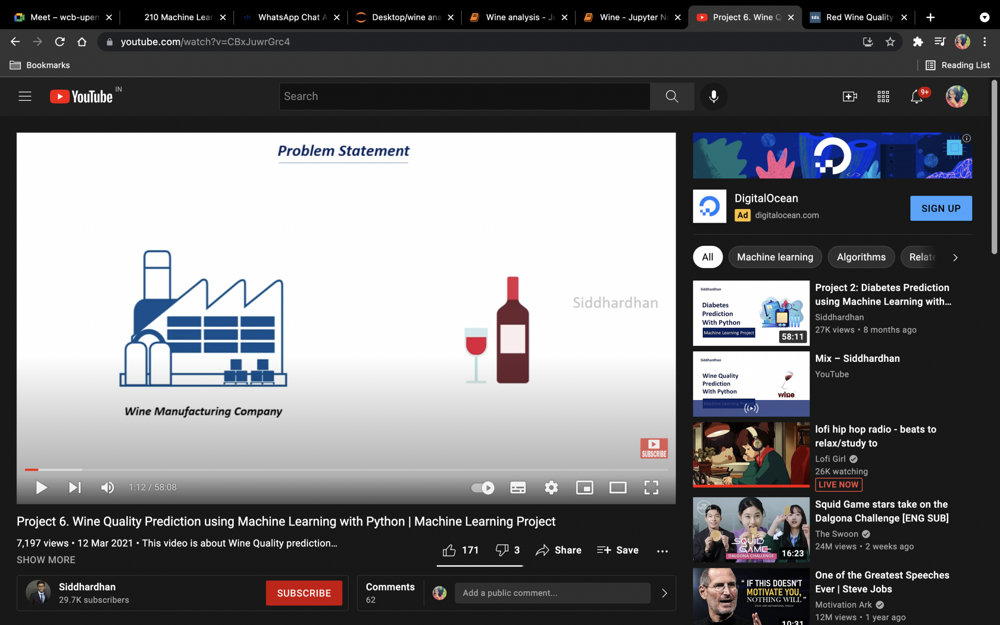 Meet – wcb-upem
210 Machine Lear
WhatsApp Chat A
Desktop/wine ana
Wine analysis - Ju
Wine - Jupyter No
Project 6. Wine Q
tds
Red Wine Quality
youtube.com/watch?v=CBxJuwrGrc4
Bookmarks
Reading List
YouTube IN
Search
9+
Problem Statement
Siddhardhan
Wine Manufacturing Company
SUBSCRIBE
1:12 / 58:08
Project 6. Wine Quality Prediction using Machine Learning with Python | Machine Learning Project
7,197 views • 12 Mar 2021 • This video is about Wine Quality prediction...
SHOW MORE
171
3
Share
Save
Siddhardhan
29.7K subscribers
SUBSCRIBE
Comments
62
Add a public comment...
DigitalOcean
Ad digitalocean.com
SIGN UP
All
Machine learning
Algorithms
Relate
Siddhardhan
Diabetes
Prediction
With Python
Machine Learning Project
58:11
Project 2: Diabetes Prediction
using Machine Learning with...
Siddhardhan
27K views • 8 months ago
Siddhardhan
Wine Quality
Prediction
With Python
Machine Learning Project
wine
Mix – Siddhardhan
YouTube
lofi hip hop radio - beats to
relax/study to
Lofi Girl
26K watching
LIVE NOW
THE SWOON
SQUID
GAME
DALGONA CHALLENGE
16:23
Squid Game stars take on the
Dalgona Challenge [ENG SUB]
The Swoon
24M views • 2 weeks ago
“ IF THIS DOESN'T
MOTIVATE YOU,
NOTHING WILL ”
STEVE JOBS MOTIVATIONAL SPEECH
10:31
One of the Greatest Speeches
Ever | Steve Jobs
Motivation Ark
12M views • 1 year ago